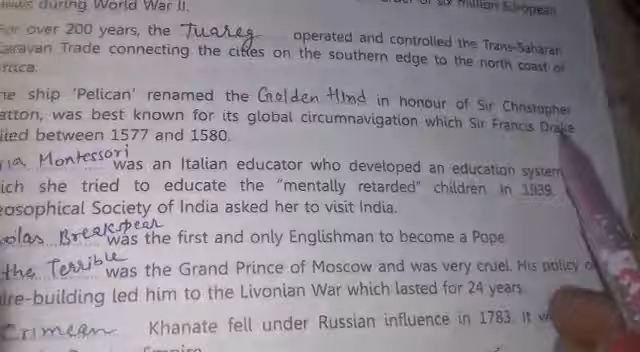 during World War II. of six million European
For over 200 years, the Tuareg operated and controlled the Trans-Saharan
Caravan Trade connecting the cities on the southern edge to the north coast of
ship 'Pelican' renamed the Golden Hind in honour of Sir Christopher
atton, was best known for its global circumnavigation which Sir Francis Drake
ited between 1577 and 1580.
ria Montessori was an Italian educator who developed an education system
ich she tried to educate the "mentally retarded" children in 1939.
eosophical Society of India asked her to visit India.
olas Breakspear was the first and only Englishman to become a Pope.
the Terrible was the Grand Prince of Moscow and was very cruel. His policy o
ire-building led him to the Livonian War which lasted for 24 years.
Crimean Khanate fell under Russian influence in 1783. It w